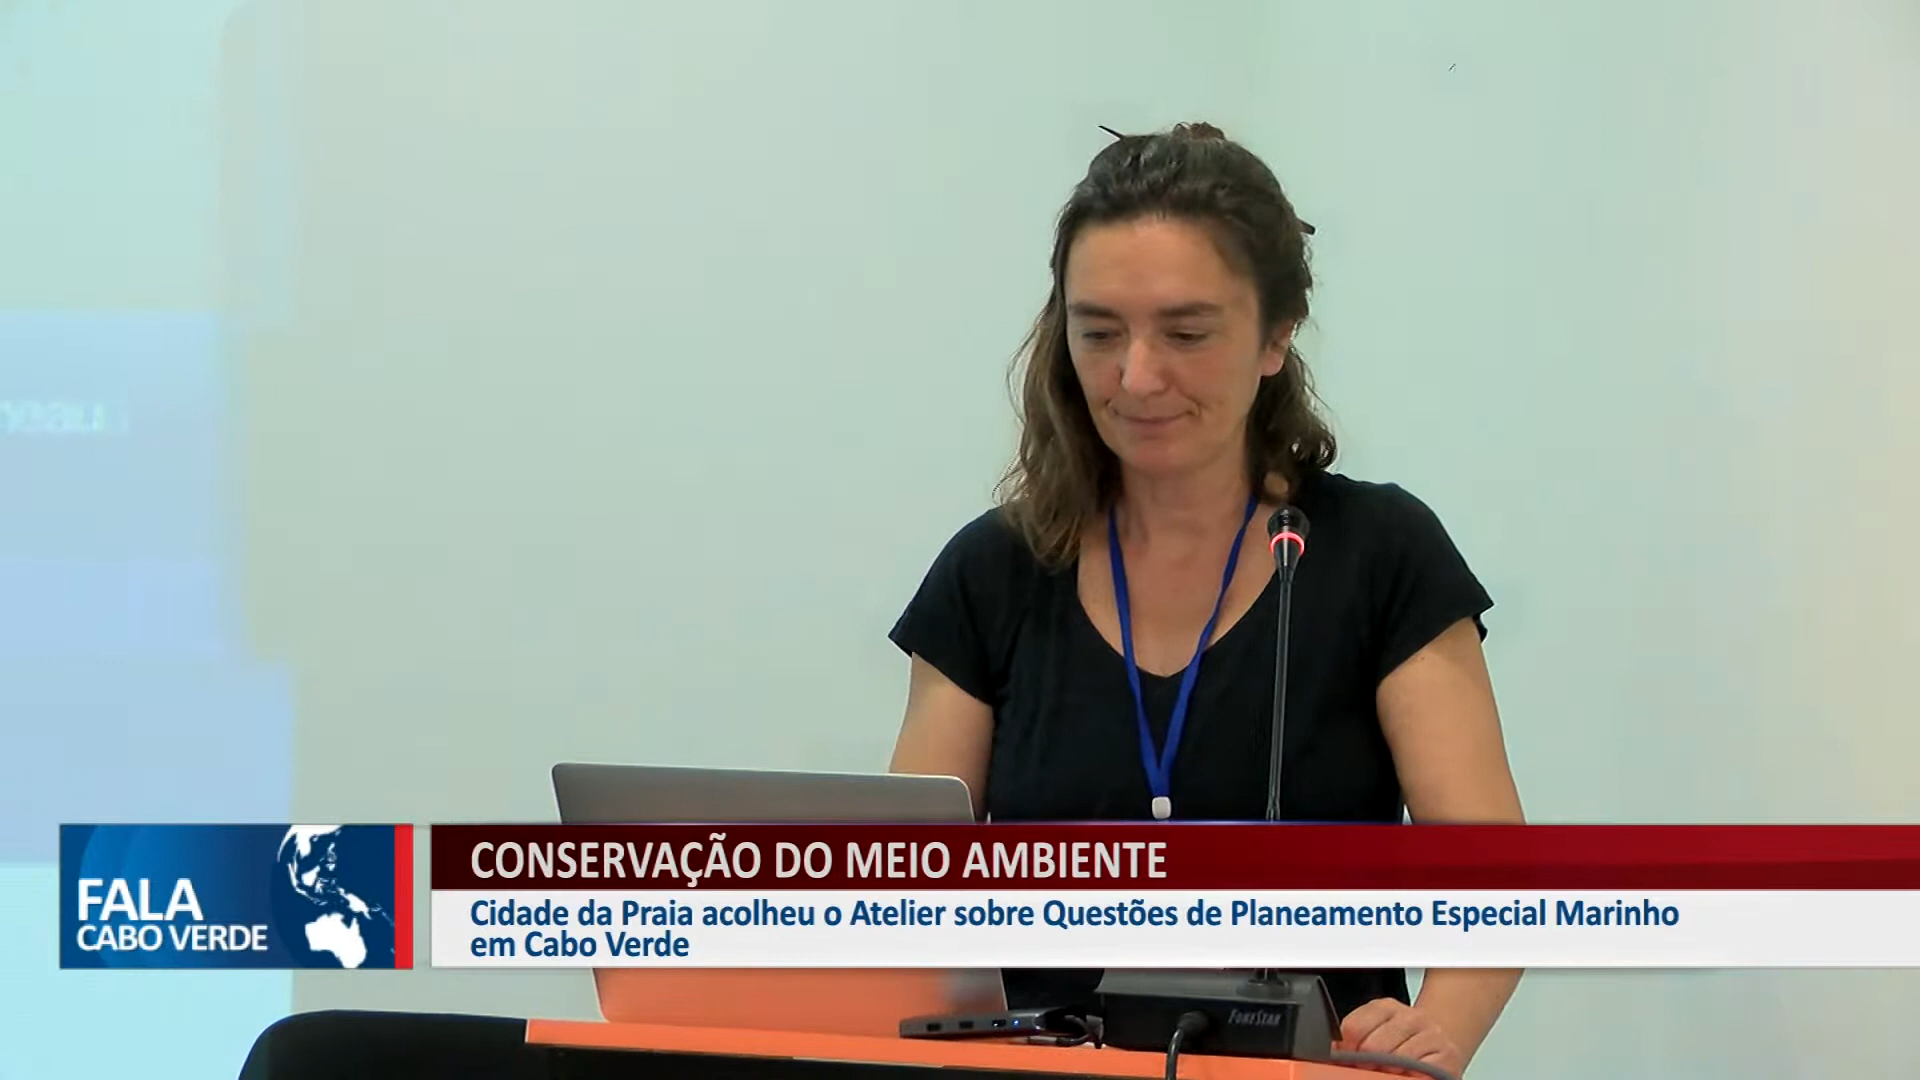 CONSERVAÇÃO DO MEIO AMBIENTE
Cidade da Praia acolheu o Atelier sobre Questões de Planeamento Especial Marinho
em Cabo Verde
FALA
CABO VERDE
FONESTAR